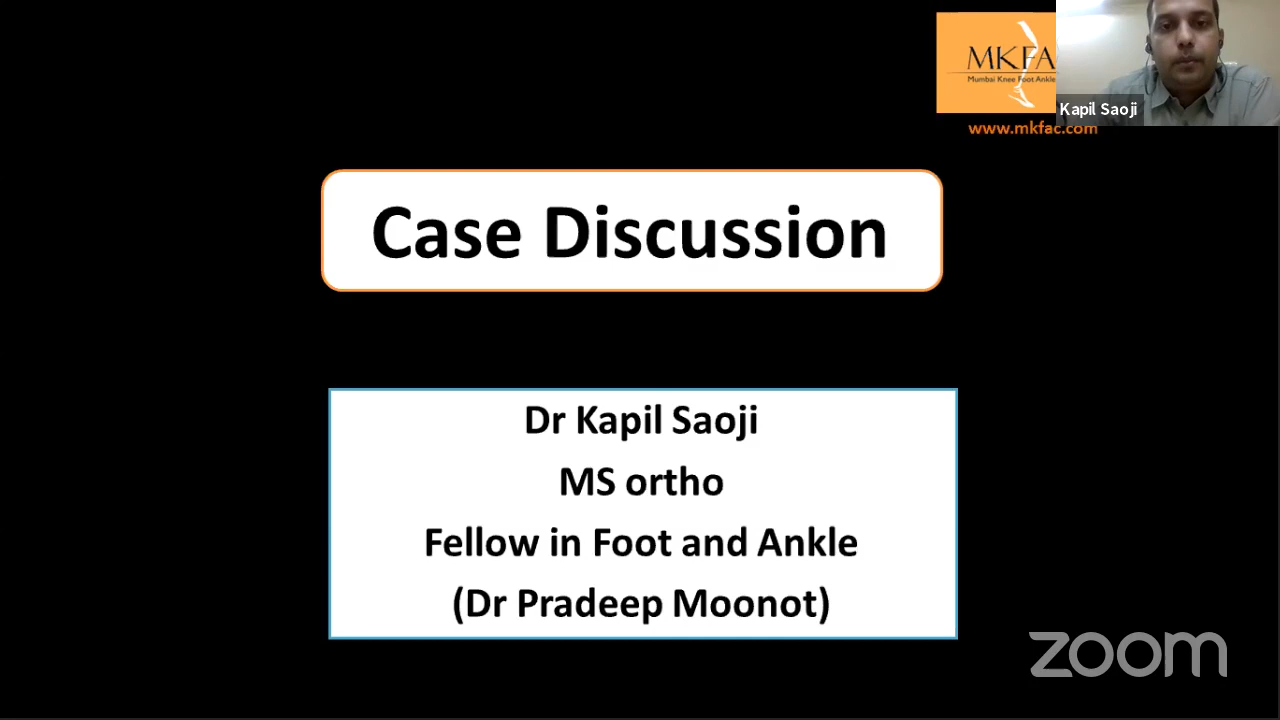 MKFA
Mumbai Knee Foot Ankle
Kapil Saoji
www.mkfac.com
Case Discussion
Dr Kapil Saoji
MS ortho
Fellow in Foot and Ankle
(Dr Pradeep Moonot)
zoom